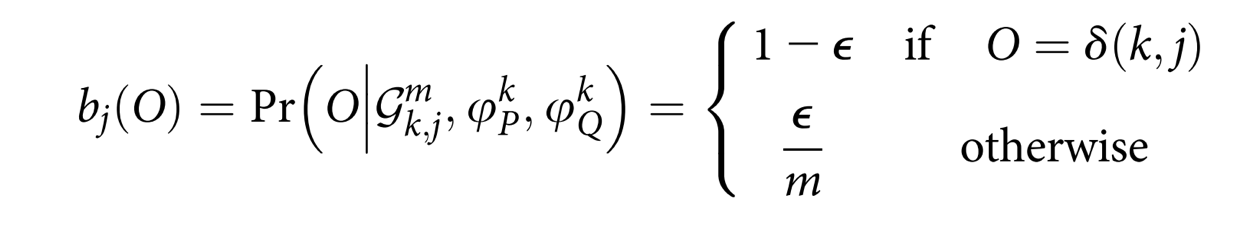 b_j(O) = Pr(O|𝒢^m_{k,j}, φ^k_P, φ^k_Q) = { 1 − ϵ if O = δ(k, j)
ϵ/m otherwise